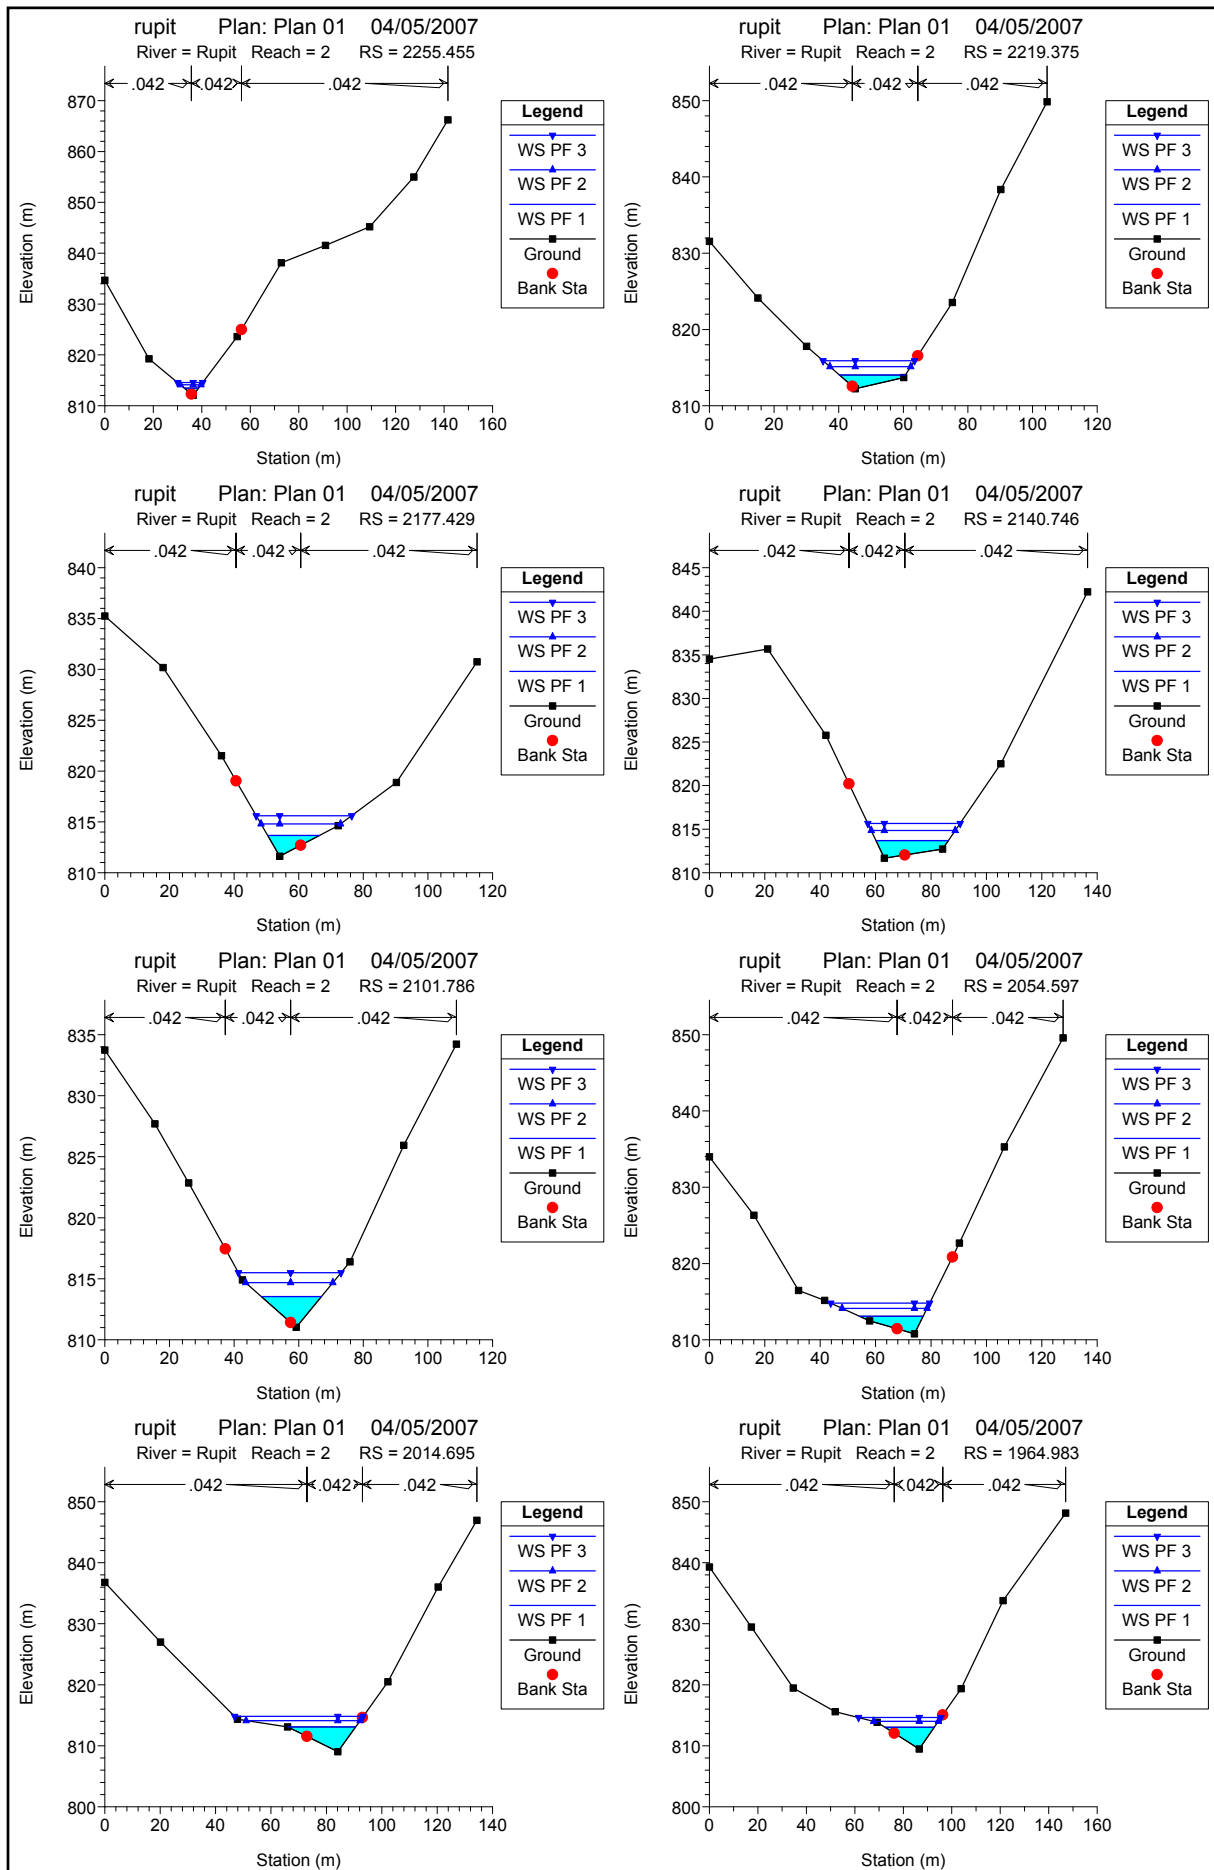 rupit Plan: Plan 01 04/05/2007
River = Rupit Reach = 2 RS = 2255.455
.042 .042 .042
870
860
850
840
830
820
810
0 20 40 60 80 100 120 140 160
Station (m)
Elevation (m)
Legend
WS PF 3
WS PF 2
WS PF 1
Ground
Bank Sta
rupit Plan: Plan 01 04/05/2007
River = Rupit Reach = 2 RS = 2219.375
.042 .042 .042
850
840
830
820
810
0 20 40 60 80 100 120
Station (m)
Elevation (m)
Legend
WS PF 3
WS PF 2
WS PF 1
Ground
Bank Sta
rupit Plan: Plan 01 04/05/2007
River = Rupit Reach = 2 RS = 2177.429
.042 .042 .042
840
835
830
825
820
815
810
0 20 40 60 80 100 120
Station (m)
Elevation (m)
Legend
WS PF 3
WS PF 2
WS PF 1
Ground
Bank Sta
rupit Plan: Plan 01 04/05/2007
River = Rupit Reach = 2 RS = 2140.746
.042 .042 .042
845
840
835
830
825
820
815
810
0 20 40 60 80 100 120 140
Station (m)
Elevation (m)
Legend
WS PF 3
WS PF 2
WS PF 1
Ground
Bank Sta
rupit Plan: Plan 01 04/05/2007
River = Rupit Reach = 2 RS = 2101.786
.042 .042 .042
835
830
825
820
815
810
0 20 40 60 80 100 120
Station (m)
Elevation (m)
Legend
WS PF 3
WS PF 2
WS PF 1
Ground
Bank Sta
rupit Plan: Plan 01 04/05/2007
River = Rupit Reach = 2 RS = 2054.597
.042 .042 .042
850
840
830
820
810
0 20 40 60 80 100 120 140
Station (m)
Elevation (m)
Legend
WS PF 3
WS PF 2
WS PF 1
Ground
Bank Sta
rupit Plan: Plan 01 04/05/2007
River = Rupit Reach = 2 RS = 2014.695
.042 .042 .042
850
840
830
820
810
800
0 20 40 60 80 100 120 140
Station (m)
Elevation (m)
Legend
WS PF 3
WS PF 2
WS PF 1
Ground
Bank Sta
rupit Plan: Plan 01 04/05/2007
River = Rupit Reach = 2 RS = 1964.983
.042 .042 .042
850
840
830
820
810
800
0 20 40 60 80 100 120 140 160
Station (m)
Elevation (m)
Legend
WS PF 3
WS PF 2
WS PF 1
Ground
Bank Sta